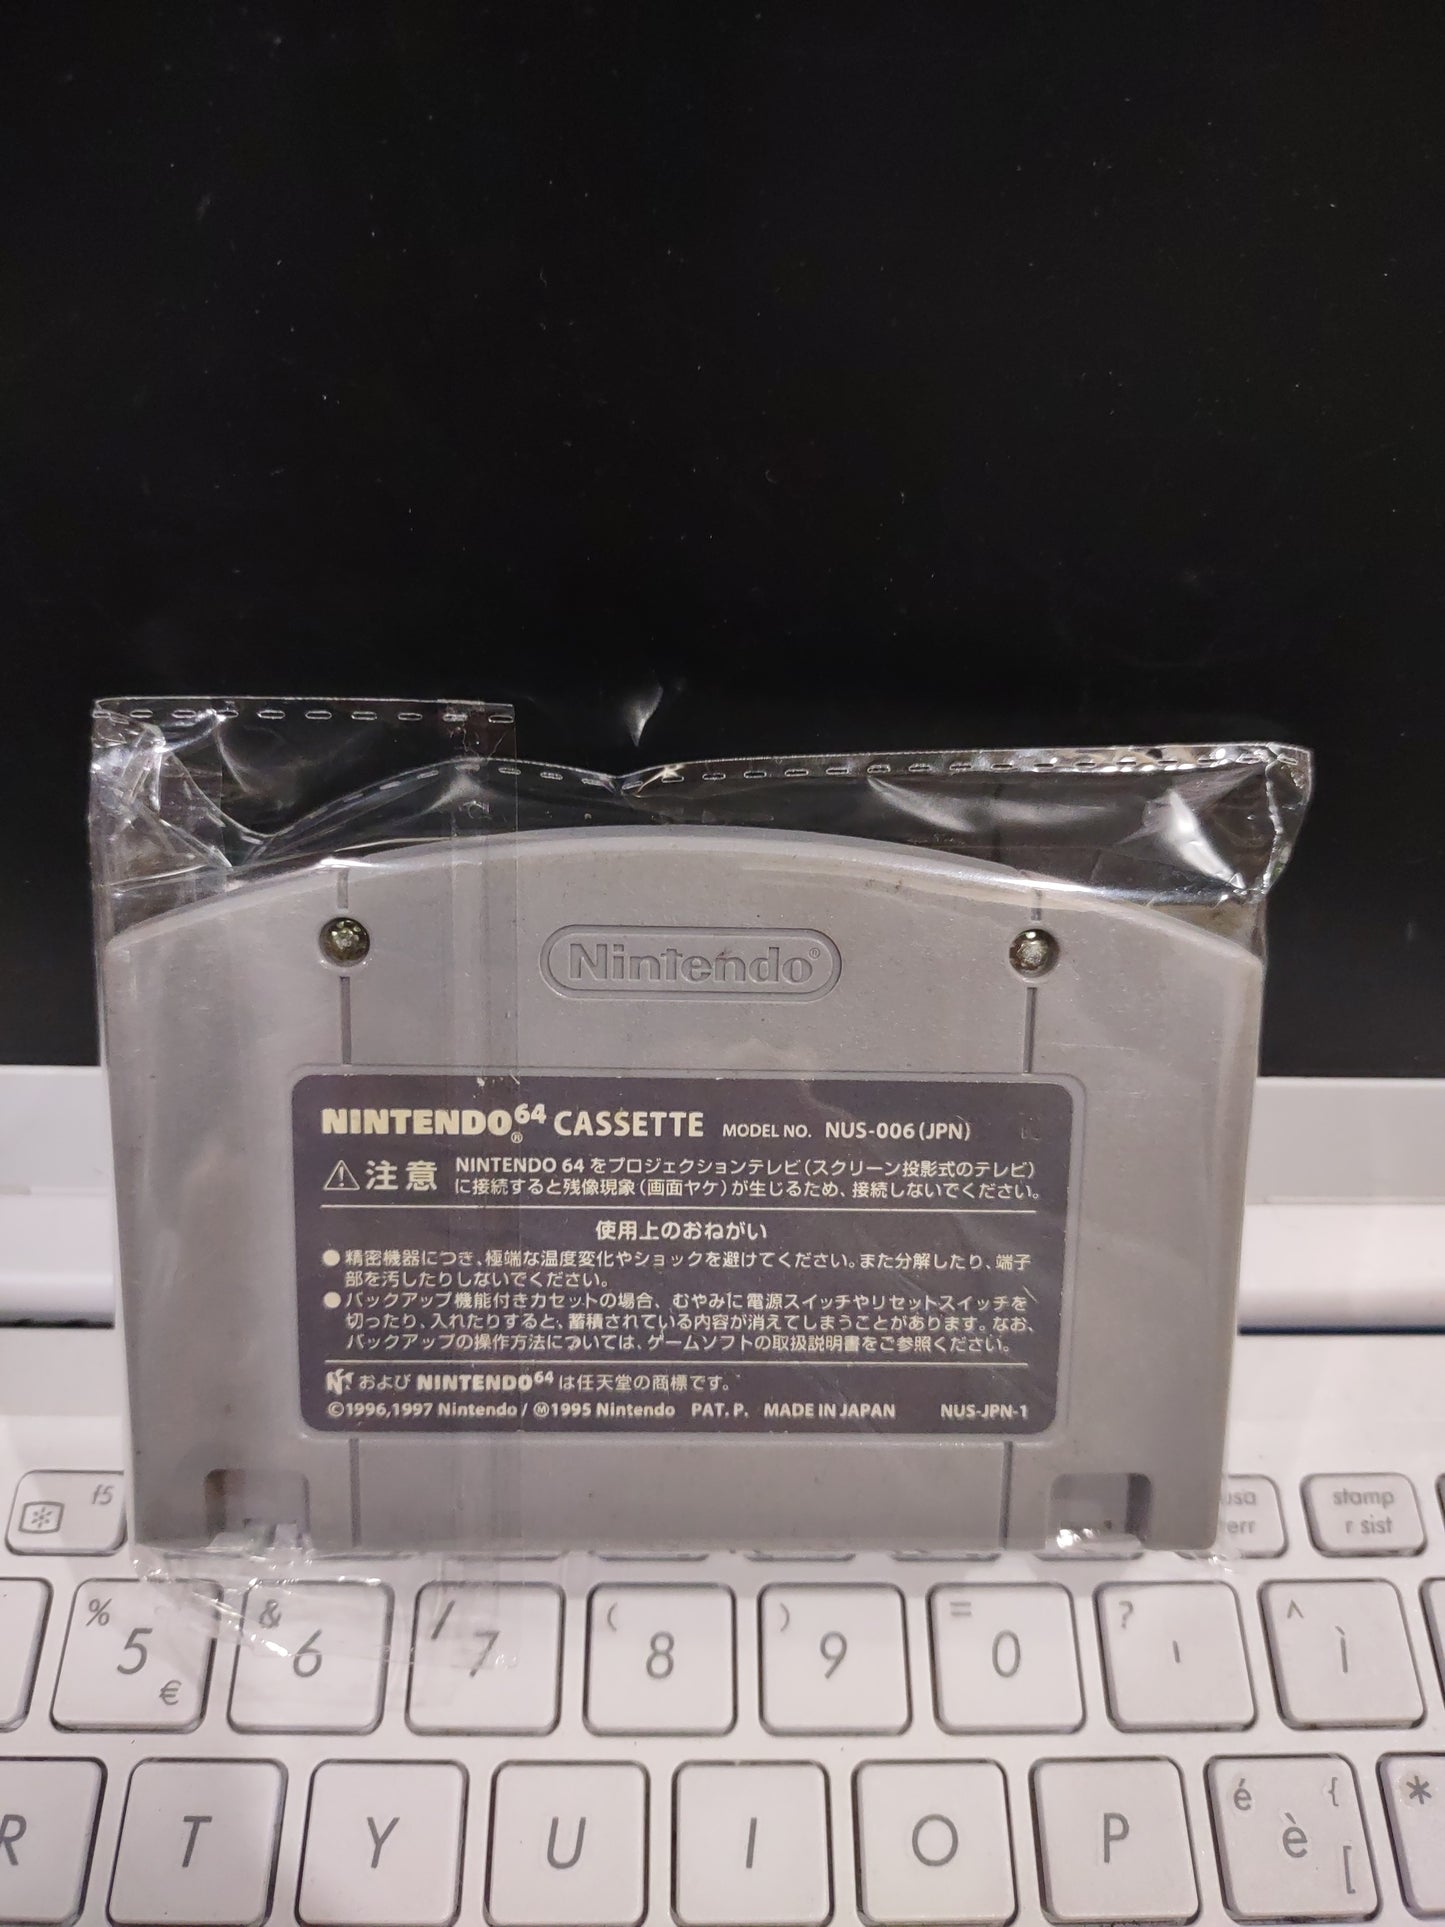 Nintendo®
NINTENDO64® CASSETTE MODEL NO. NUS-006(JPN)
⚠注意 NINTENDO 64 をプロジェクションテレビ(スクリーン投影式のテレビ)
に接続すると残像現象(画面ヤケ)が生じるため、接続しないでください。
使用上のおねがい
●精密機器につき、極端な温度変化やショックを避けてください。また分解したり、端子
部を汚したりしないでください。
●バックアップ機能付きカセットの場合、むやみに電源スイッチやリセットスイッチを
切ったり、入れたりすると、蓄積されている内容が消えてしまうことがあります。なお、
バックアップの操作方法については、ゲームソフトの取扱説明書をご参照ください。
および NINTENDO64 は任天堂の商標です。
©1996,1997 Nintendo / Ⓜ1995 Nintendo PAT. P. MADE IN JAPAN NUS-JPN-1
f5
stamp
r sist
% 5 €
& 6
/ 7
( 8
) 9
= 0
? '
^ ì
R T Y U I O P
é è { [
*